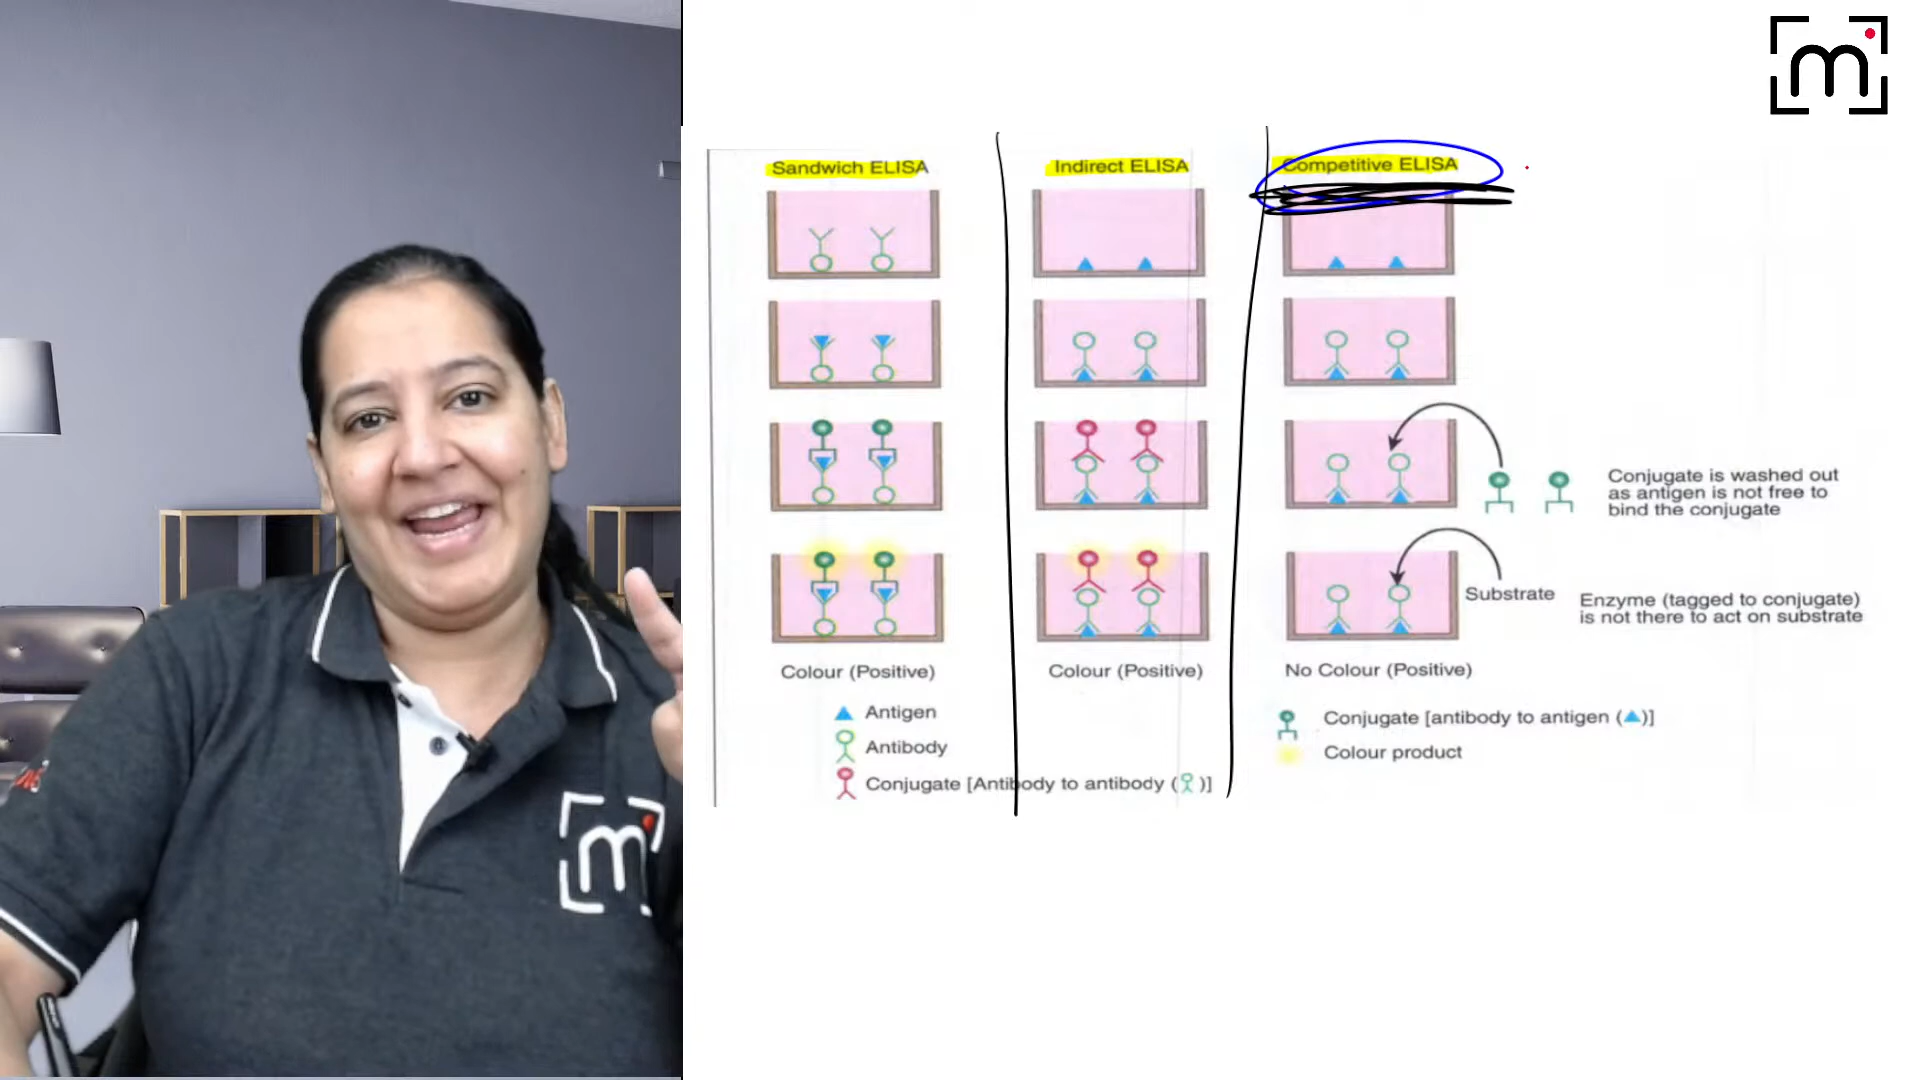 m
Sandwich ELISA
Indirect ELISA
Competitive ELISA
Conjugate is washed out
as antigen is not free to
bind the conjugate
Substrate
Enzyme (tagged to conjugate)
is not there to act on substrate
Colour (Positive)
Colour (Positive)
No Colour (Positive)
Antigen
Antibody
Conjugate [Antibody to antibody ( )]
Conjugate [antibody to antigen ( )]
Colour product
m